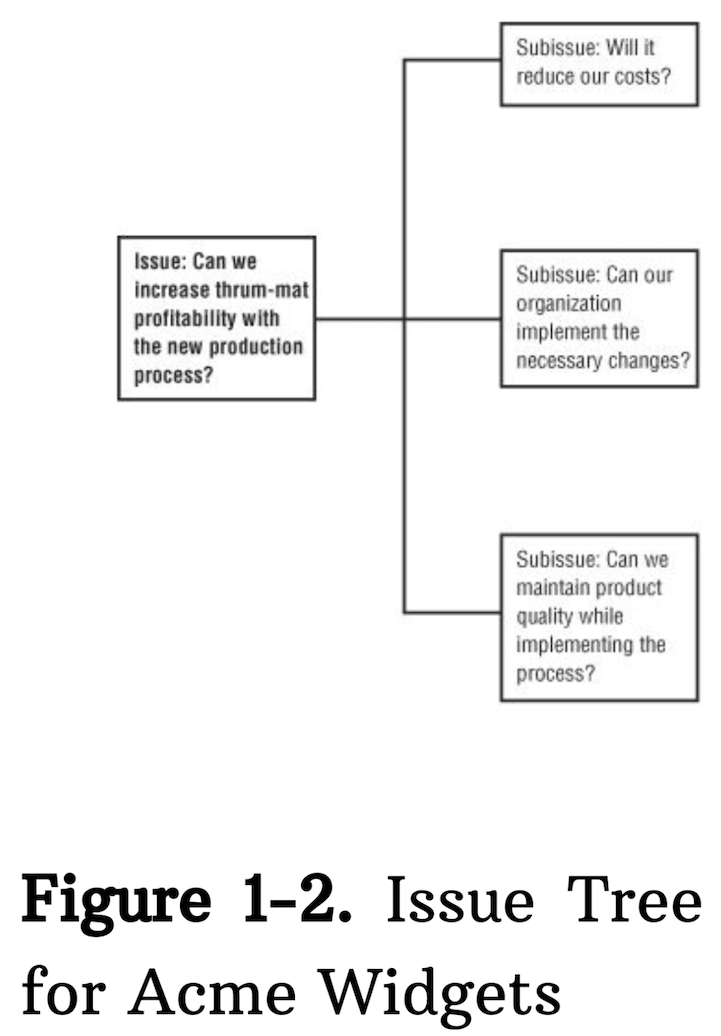 Subissue: Will it
reduce our costs?
Issue: Can we
increase thrum-mat
profitability with
the new production
process?
Subissue: Can our
organization
implement the
necessary changes?
Subissue: Can we
maintain product
quality while
implementing the
process?
Figure 1-2. Issue Tree
for Acme Widgets